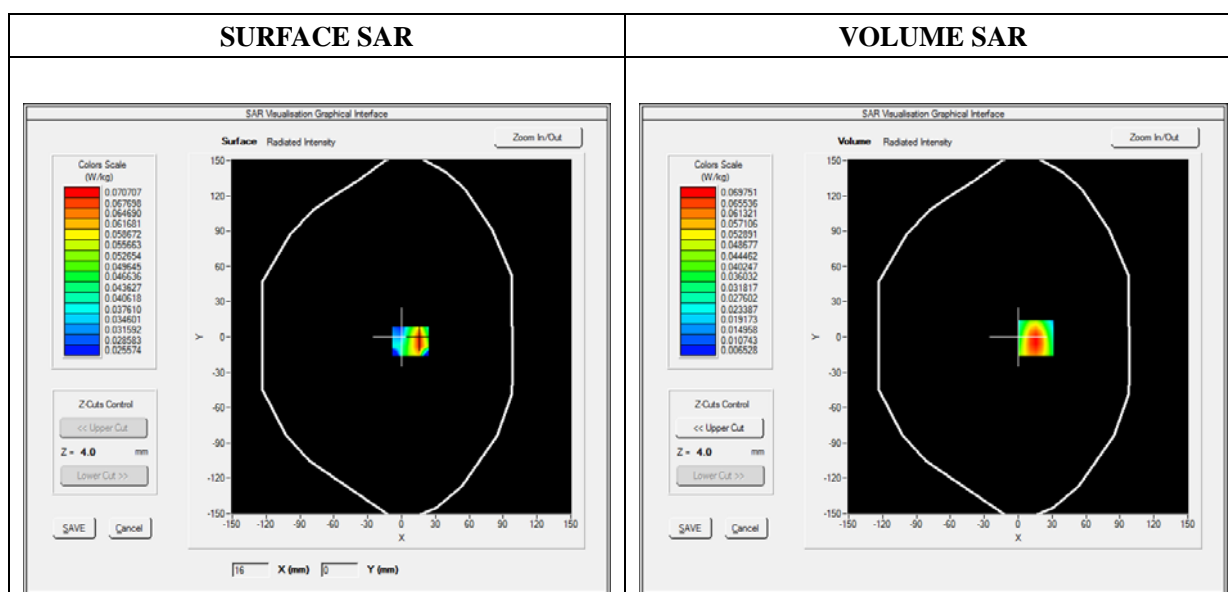 SURFACE SAR
VOLUME SAR
SAR Visualisation Graphical Interface
Surface Radiated Intensity
Zoom In/Out
Colors Scale
(W/kg)
0.070707
0.067698
0.064690
0.061681
0.058672
0.055663
0.052654
0.049645
0.046636
0.043627
0.040618
0.037610
0.034601
0.031592
0.028583
0.025574
Z-Cuts Control
<< Upper Cut
Z = 4.0 mm
Lower Cut >>
SAVE Cancel
150
120
90
60
30
0
-30
-60
-90
-120
-150
Y
-150 -120 -90 -60 -30 0 30 60 90 120 150
X
16 X (mm) 0 Y (mm)
SAR Visualisation Graphical Interface
Volume Radiated Intensity
Zoom In/Out
Colors Scale
(W/kg)
0.069751
0.065536
0.061321
0.057106
0.052891
0.048677
0.044462
0.040247
0.036032
0.031817
0.027602
0.023387
0.019173
0.014958
0.010743
0.006528
Z-Cuts Control
<< Upper Cut
Z = 4.0 mm
Lower Cut >>
SAVE Cancel
150
120
90
60
30
0
-30
-60
-90
-120
-150
Y
-150 -120 -90 -60 -30 0 30 60 90 120 150
X